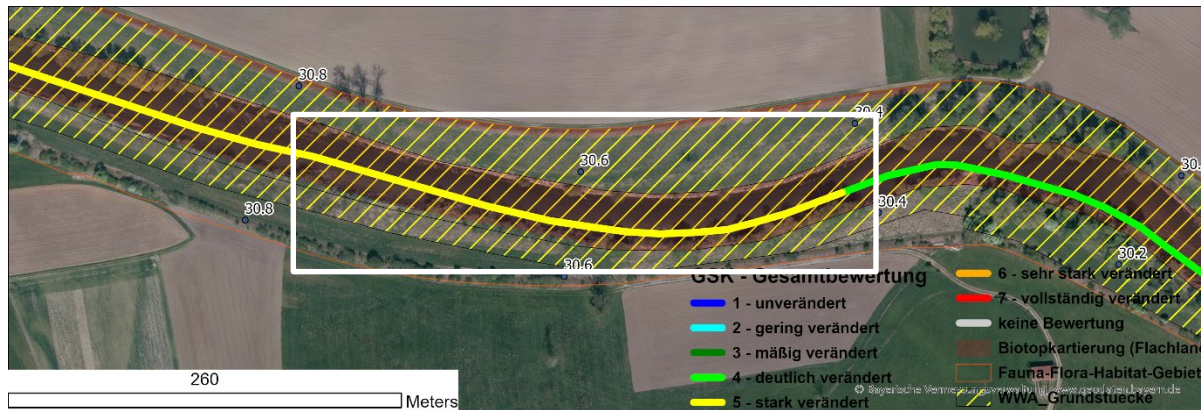 30.8
30.4
30.6
30.
30.8
30.4
30.6
30.2
GSK - Gesamtbewertung
1 - unverändert
2 - gering verändert
3 - mäßig verändert
4 - deutlich verändert
5 - stark verändert
6 - sehr stark verändert
7 - vollständig verändert
keine Bewertung
Biotopkartierung (Flachlan
Fauna-Flora-Habitat-Gebiet
© Bayerische Vermessungsverwaltung, www.geodaten.bayern.de
WWA_Grundstuecke
260
Meters